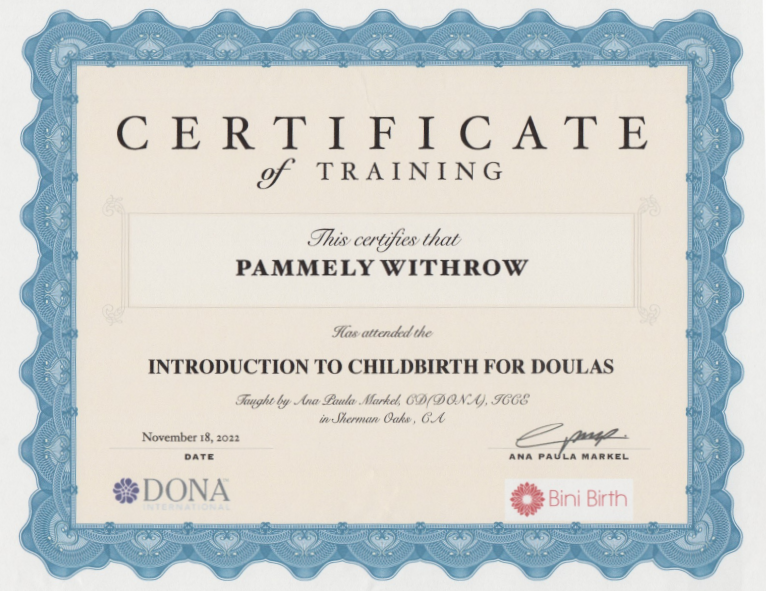 CERTIFICATE
of TRAINING
This certifies that
PAMMELY WITHROW
Has attended the
INTRODUCTION TO CHILDBIRTH FOR DOULAS
Taught by Ana Paula Markel, CD(DONA), ICCE
in Sherman Oaks , CA
November 18, 2022
DATE
ANA PAULA MARKEL
DONA™
INTERNATIONAL
Bini Birth